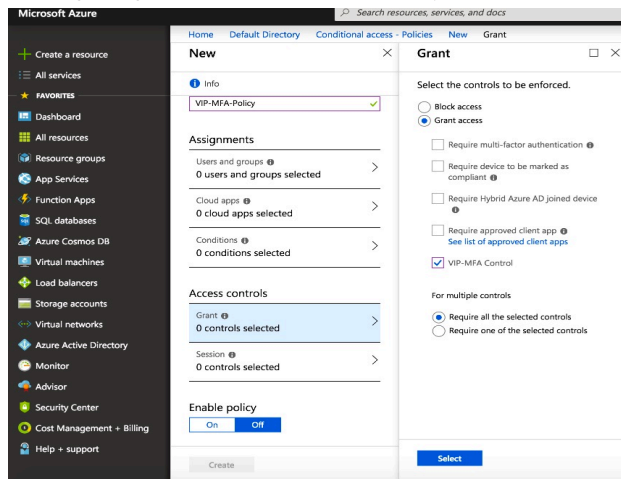 Microsoft Azure
Search resources, services, and docs
Home Default Directory Conditional access - Policies New Grant
Create a resource
All services
FAVORITES
Dashboard
All resources
Resource groups
App Services
Function Apps
SQL databases
Azure Cosmos DB
Virtual machines
Load balancers
Storage accounts
Virtual networks
Azure Active Directory
Monitor
Advisor
Security Center
Cost Management + Billing
Help + support
New
Info
VIP-MFA-Policy
Assignments
Users and groups
0 users and groups selected
Cloud apps
0 cloud apps selected
Conditions
0 conditions selected
Access controls
Grant
0 controls selected
Session
0 controls selected
Enable policy
On Off
Create
Grant
Select the controls to be enforced.
Block access
Grant access
Require multi-factor authentication
Require device to be marked as
compliant
Require Hybrid Azure AD joined device
Require approved client app
See list of approved client apps
VIP-MFA Control
For multiple controls
Require all the selected controls
Require one of the selected controls
Select